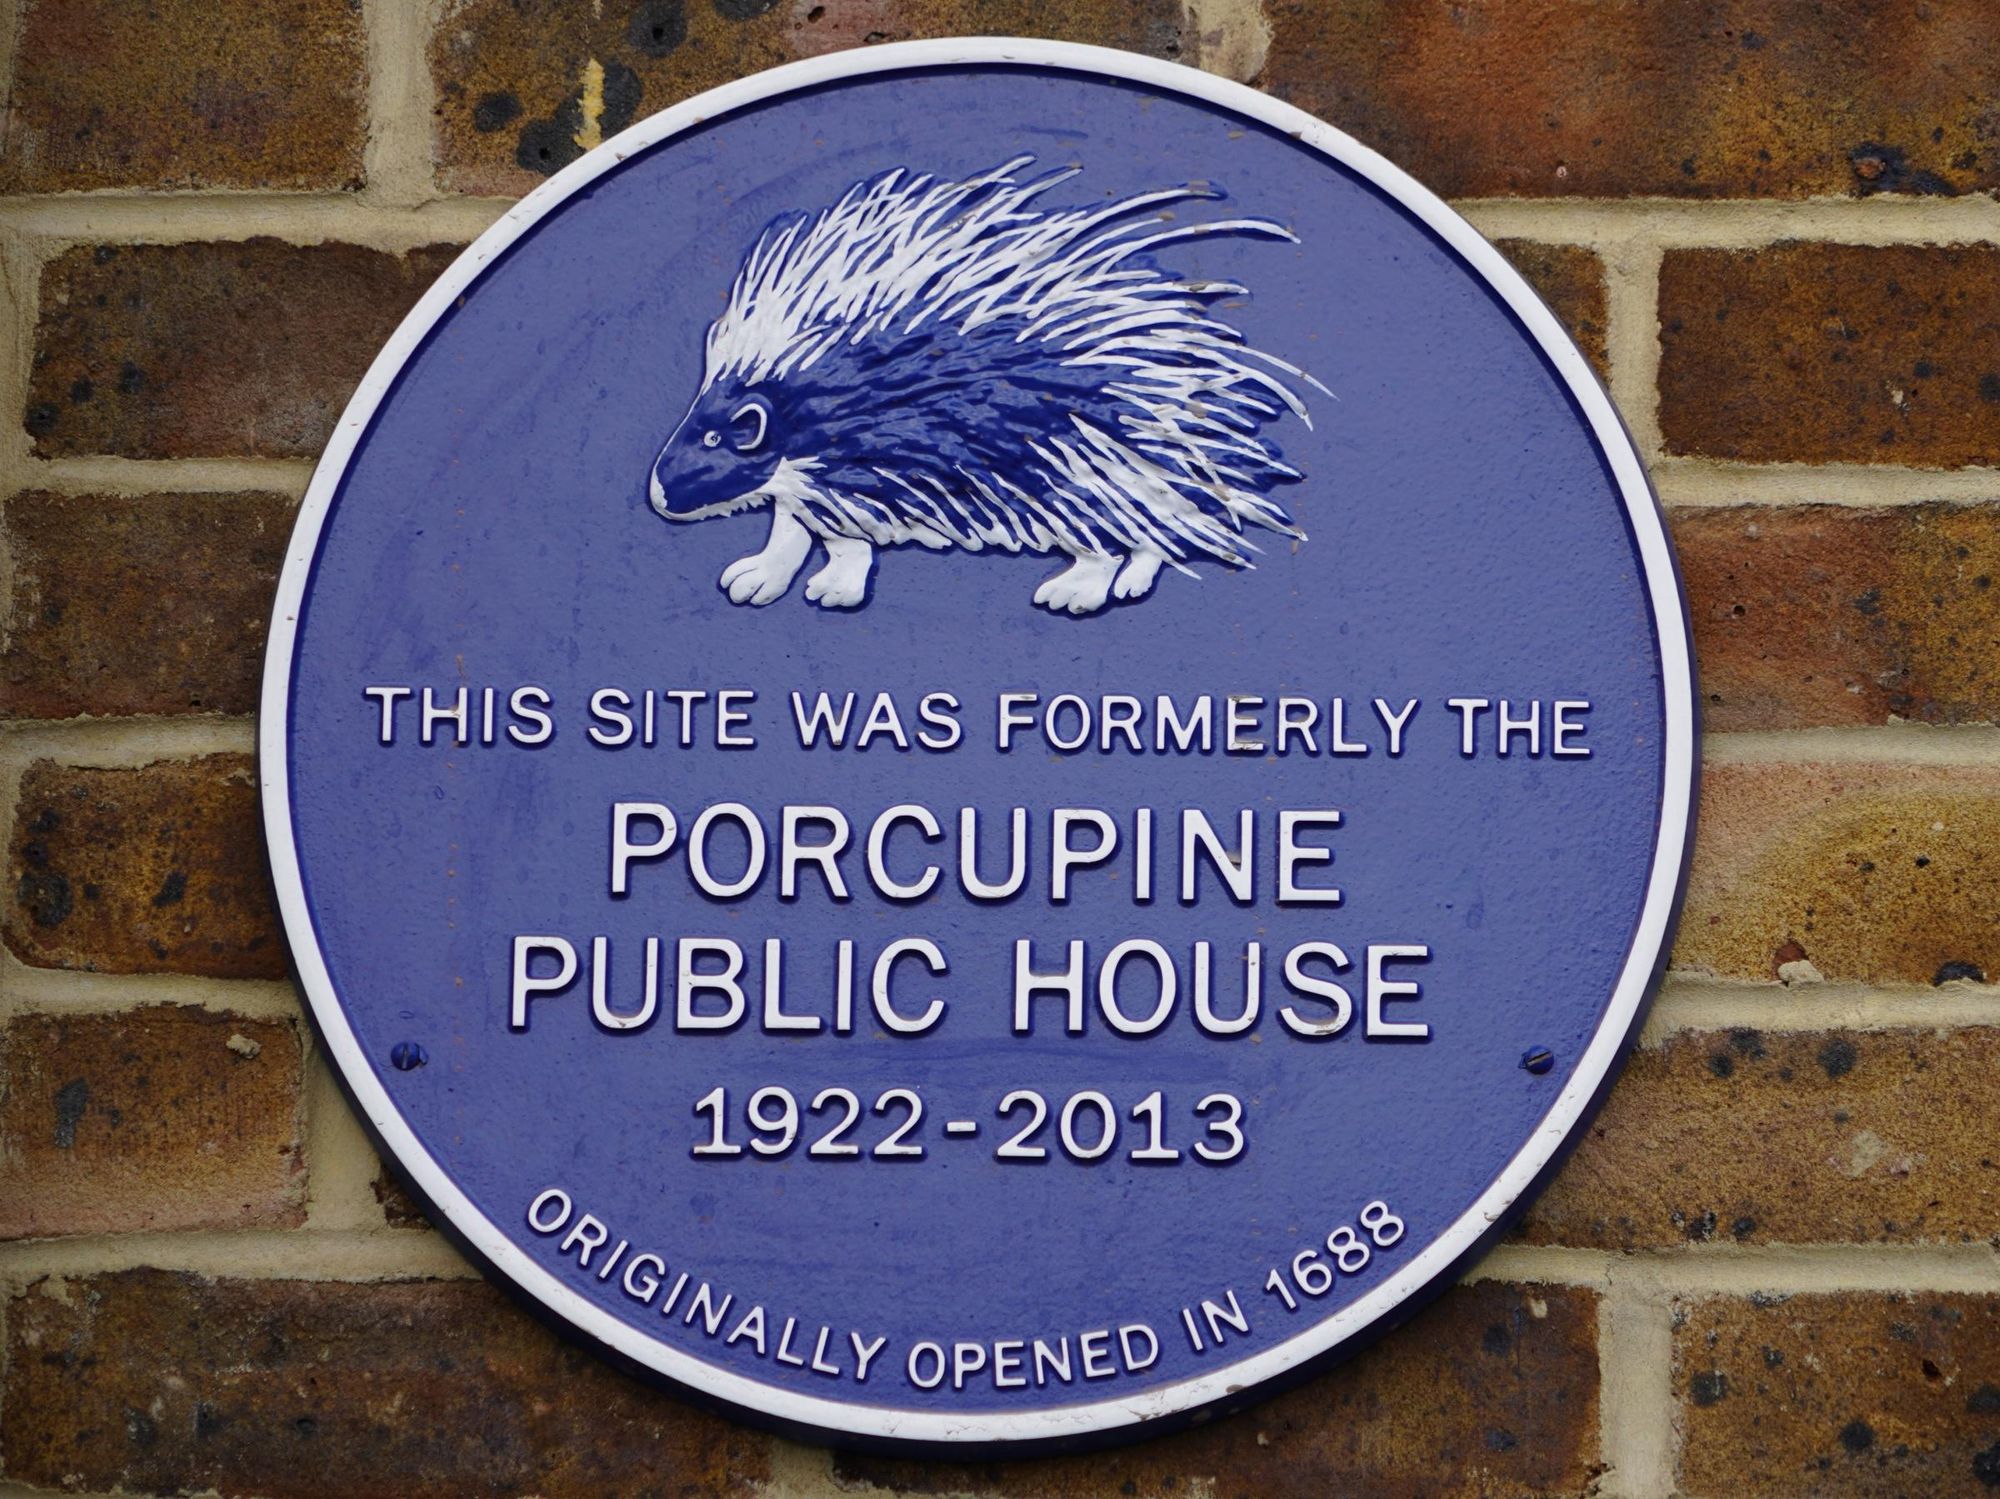 THIS SITE WAS FORMERLY THE
PORCUPINE
PUBLIC HOUSE
1922-2013
ORIGINALLY OPENED IN 1688